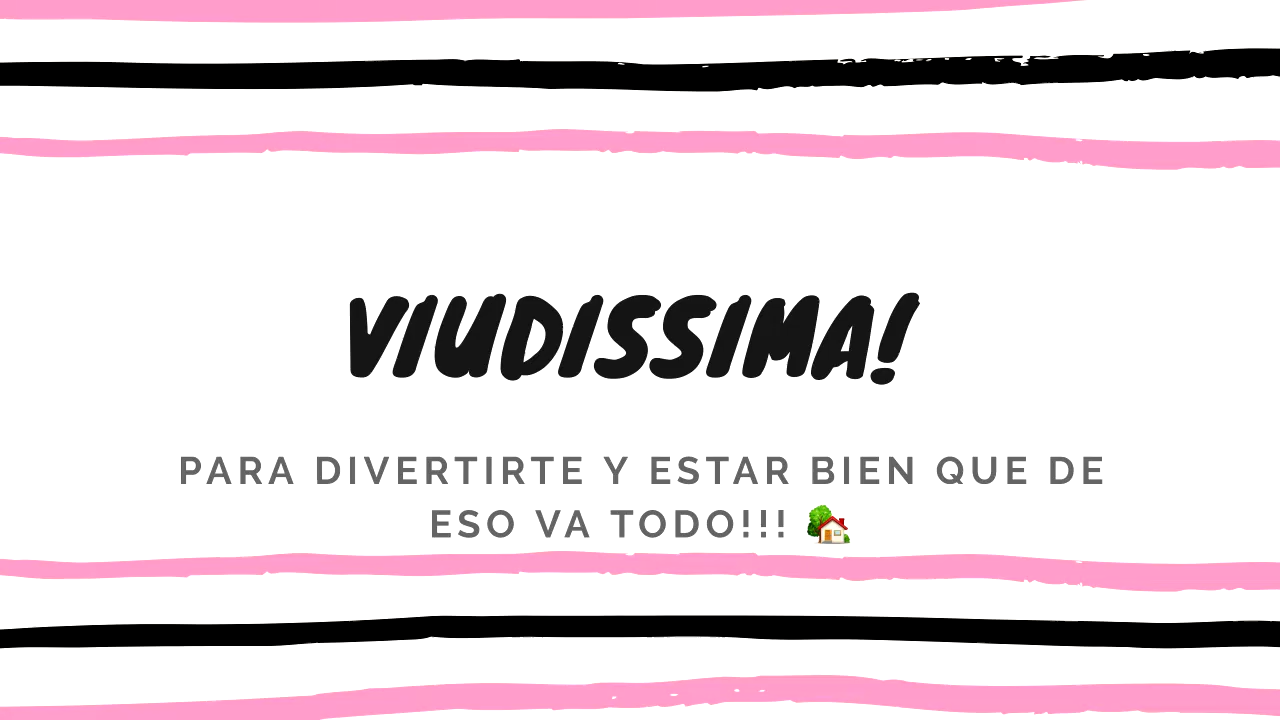 VIUDISSIMA!
PARA DIVERTIRTE Y ESTAR BIEN QUE DE
ESO VA TODO!!! 🏡